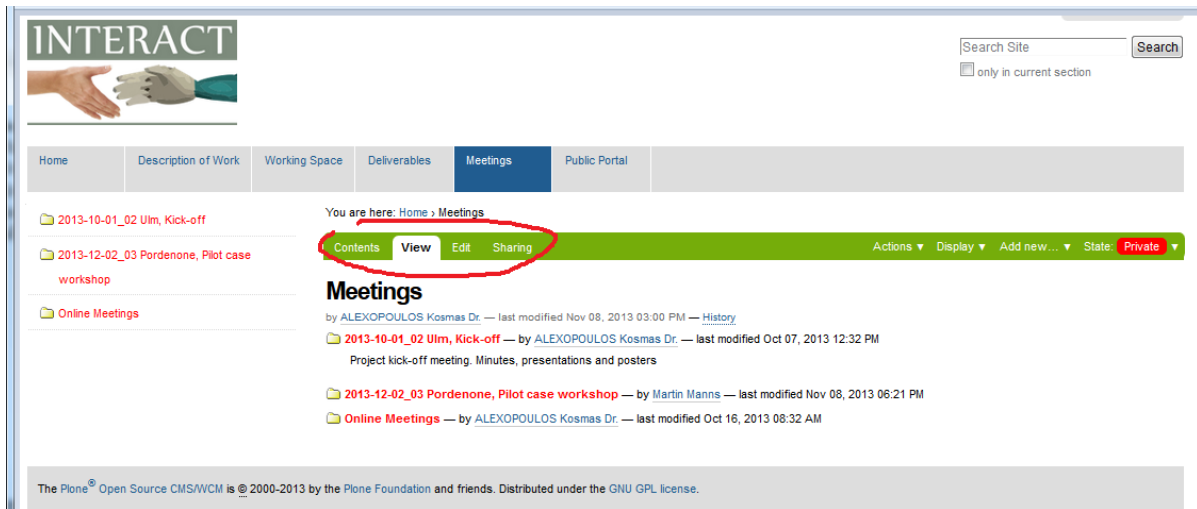 INTERACT
Search Site
Search
only in current section
Home
Description of Work
Working Space
Deliverables
Meetings
Public Portal
2013-10-01_02 Ulm, Kick-off
2013-12-02_03 Pordenone, Pilot case
workshop
Online Meetings
You are here: Home › Meetings
Contents View Edit Sharing
Actions ▼ Display ▼ Add new… ▼ State: Private ▼
Meetings
by ALEXOPOULOS Kosmas Dr. — last modified Nov 08, 2013 03:00 PM — History
2013-10-01_02 Ulm, Kick-off — by ALEXOPOULOS Kosmas Dr. — last modified Oct 07, 2013 12:32 PM
Project kick-off meeting. Minutes, presentations and posters
2013-12-02_03 Pordenone, Pilot case workshop — by Martin Manns — last modified Nov 08, 2013 06:21 PM
Online Meetings — by ALEXOPOULOS Kosmas Dr. — last modified Oct 16, 2013 08:32 AM
The Plone® Open Source CMS/WCM is © 2000-2013 by the Plone Foundation and friends. Distributed under the GNU GPL license.